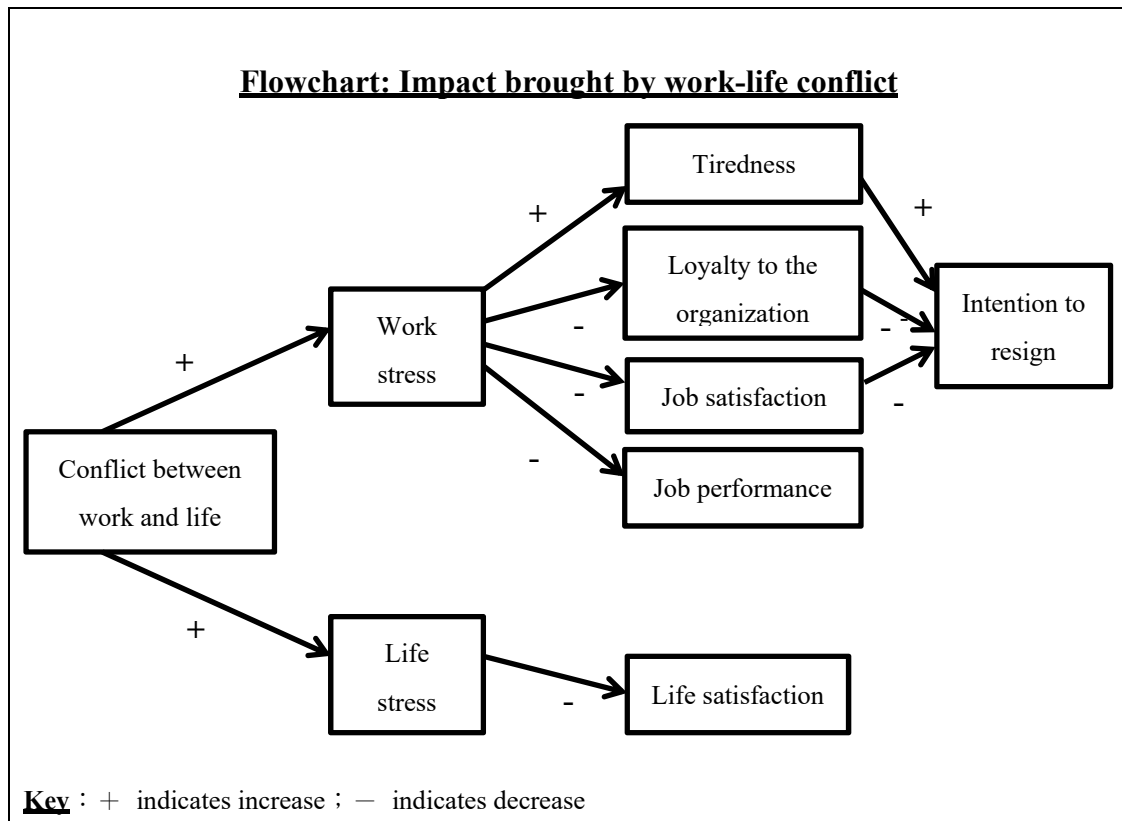 Flowchart: Impact brought by work-life conflict
Tiredness
+
+
Loyalty to the
organization
Work
stress
-
- -
Intention to
resign
+
-
Job satisfaction
-
-
Job performance
Conflict between
work and life
+
Life
stress
-
Life satisfaction
Key：＋ indicates increase；－ indicates decrease